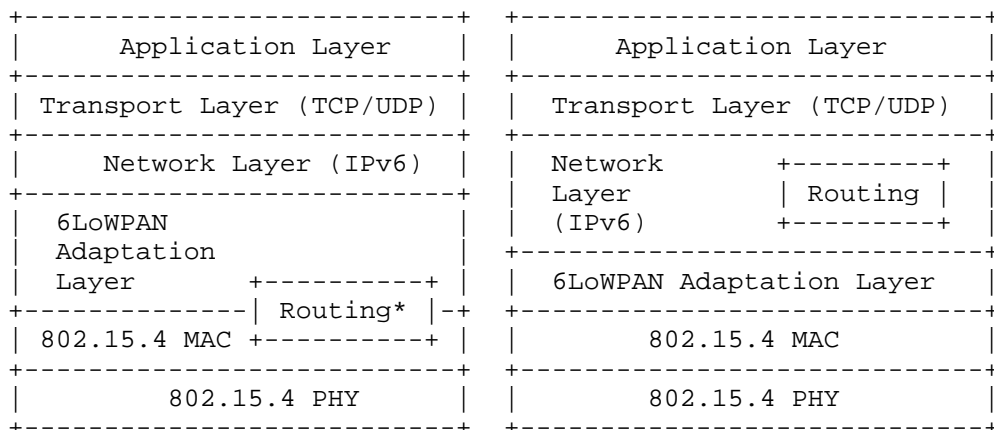 Application Layer
Transport Layer (TCP/UDP)
Network Layer (IPv6)
6LoWPAN
Adaptation
Layer
Routing*
802.15.4 MAC
802.15.4 PHY
Application Layer
Transport Layer (TCP/UDP)
Network
Layer
(IPv6)
Routing
6LoWPAN Adaptation Layer
802.15.4 MAC
802.15.4 PHY